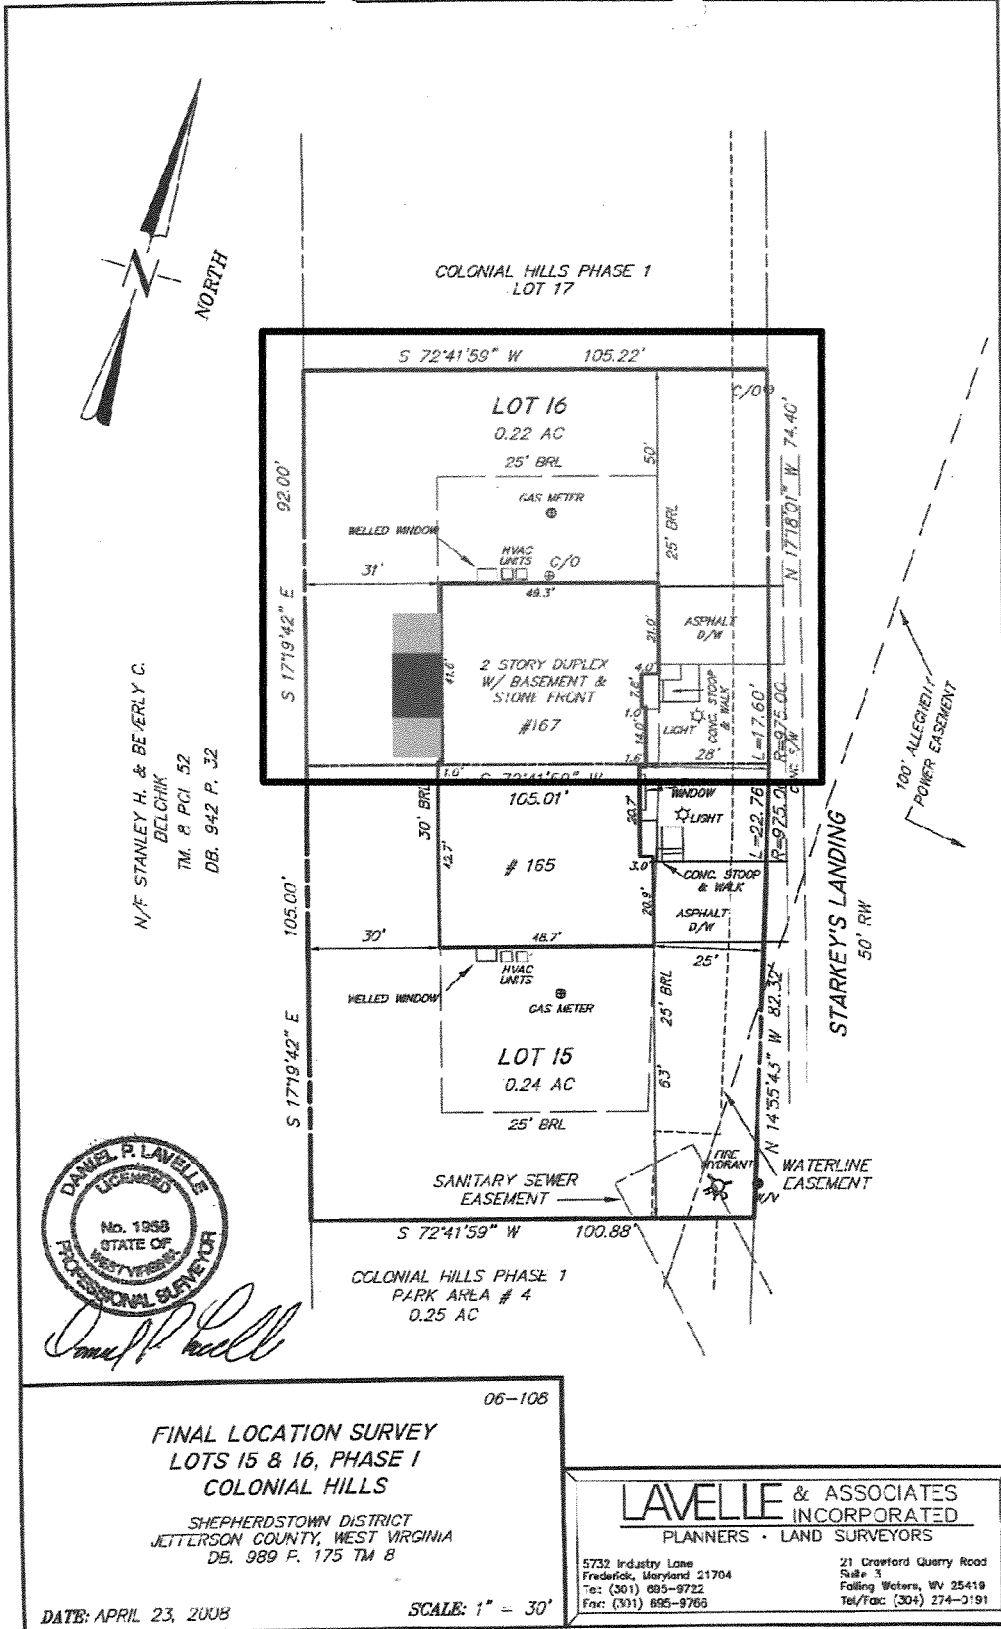 NORTH
COLONIAL HILLS PHASE 1
LOT 17
S 72°41'59" W 105.22'
C/O
LOT 16
0.22 AC
25' BRL
50'
GAS METER
25' BRL
N 17°18'01" W 74.40'
92.00'
S 17°19'42" E
WELLED WINDOW
HVAC
UNITS
C/O
31'
49.3'
21.0'
ASPHALT
D/W
2 STORY DUPLEX
W/ BASEMENT &
STONE FRONT
#167
4.0'
1.0'
14.0'
1.6'
LIGHT
CONC. STOOP
& WALK
28'
L=17.60'
R=975.00
1.0'
S 72°41'59" W
105.01'
30' BRL
42.7'
# 165
20.7'
WINDOW
LIGHT
L=22.76'
3.0'
CONC. STOOP
& WALK
20.9'
ASPHALT
D/W
105.00'
S 17°19'42" E
30'
48.7'
25'
WELLED WINDOW
HVAC
UNITS
GAS METER
25' BRL
63'
LOT 15
0.24 AC
25' BRL
N 14°55'43" W 82.32'
STARKEY'S LANDING
50' RW
100' ALLEGHENY
POWER EASEMENT
N/F STANLEY H. & BEVERLY C.
DELCHIK
TM. 8 PCL 52
DB. 942 P. 32
SANITARY SEWER
EASEMENT
FIRE
HYDRANT
W/V
WATERLINE
EASEMENT
S 72°41'59" W 100.88'
COLONIAL HILLS PHASE 1
PARK AREA # 4
0.25 AC
DANIEL P. LAVELLE
LICENSED
No. 1958
STATE OF
WEST VIRGINIA
PROFESSIONAL SURVEYOR
06-108
FINAL LOCATION SURVEY
LOTS 15 & 16, PHASE 1
COLONIAL HILLS
SHEPHERDSTOWN DISTRICT
JEFFERSON COUNTY, WEST VIRGINIA
DB. 989 P. 175 TM 8
DATE: APRIL 23, 2008 SCALE: 1" = 30'
LAVELLE & ASSOCIATES
INCORPORATED
PLANNERS · LAND SURVEYORS
5732 Industry Lane
Frederick, Maryland 21704
Tel: (301) 695-9722
Fax: (301) 695-9766
21 Crawford Quarry Road
Suite 3
Falling Waters, WV 25419
Tel/Fax: (304) 274-3191